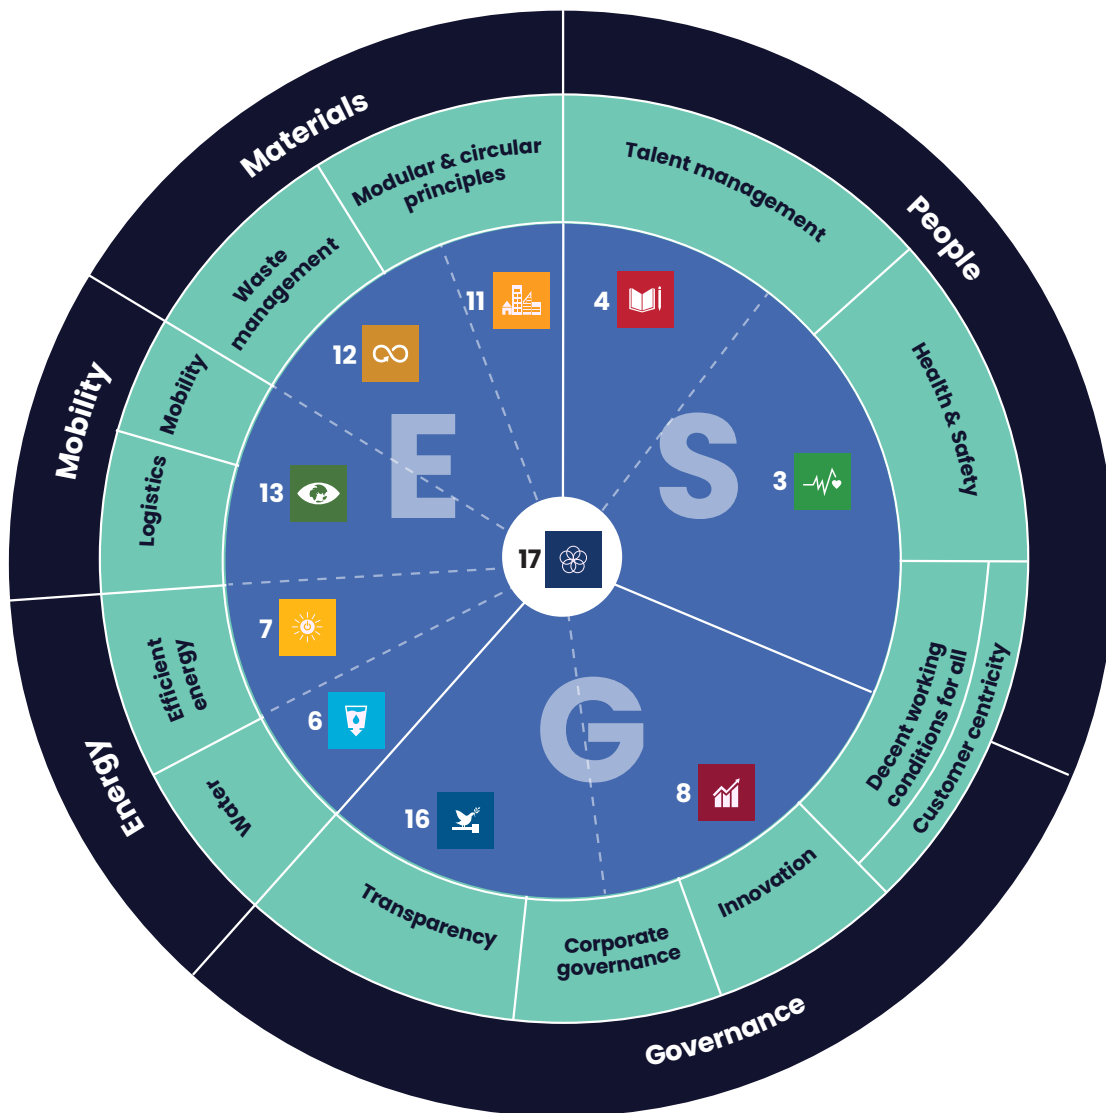 Materials
People
Mobility
Energy
Governance
Modular & circular
principles
Talent management
Waste
management
Health & Safety
Mobility
Logistics
Efficient
energy
Water
Transparency
Corporate
governance
Innovation
Decent working
conditions for all
Customer centricity
11
4
12
E
S
13
3
17
7
6
G
16
8